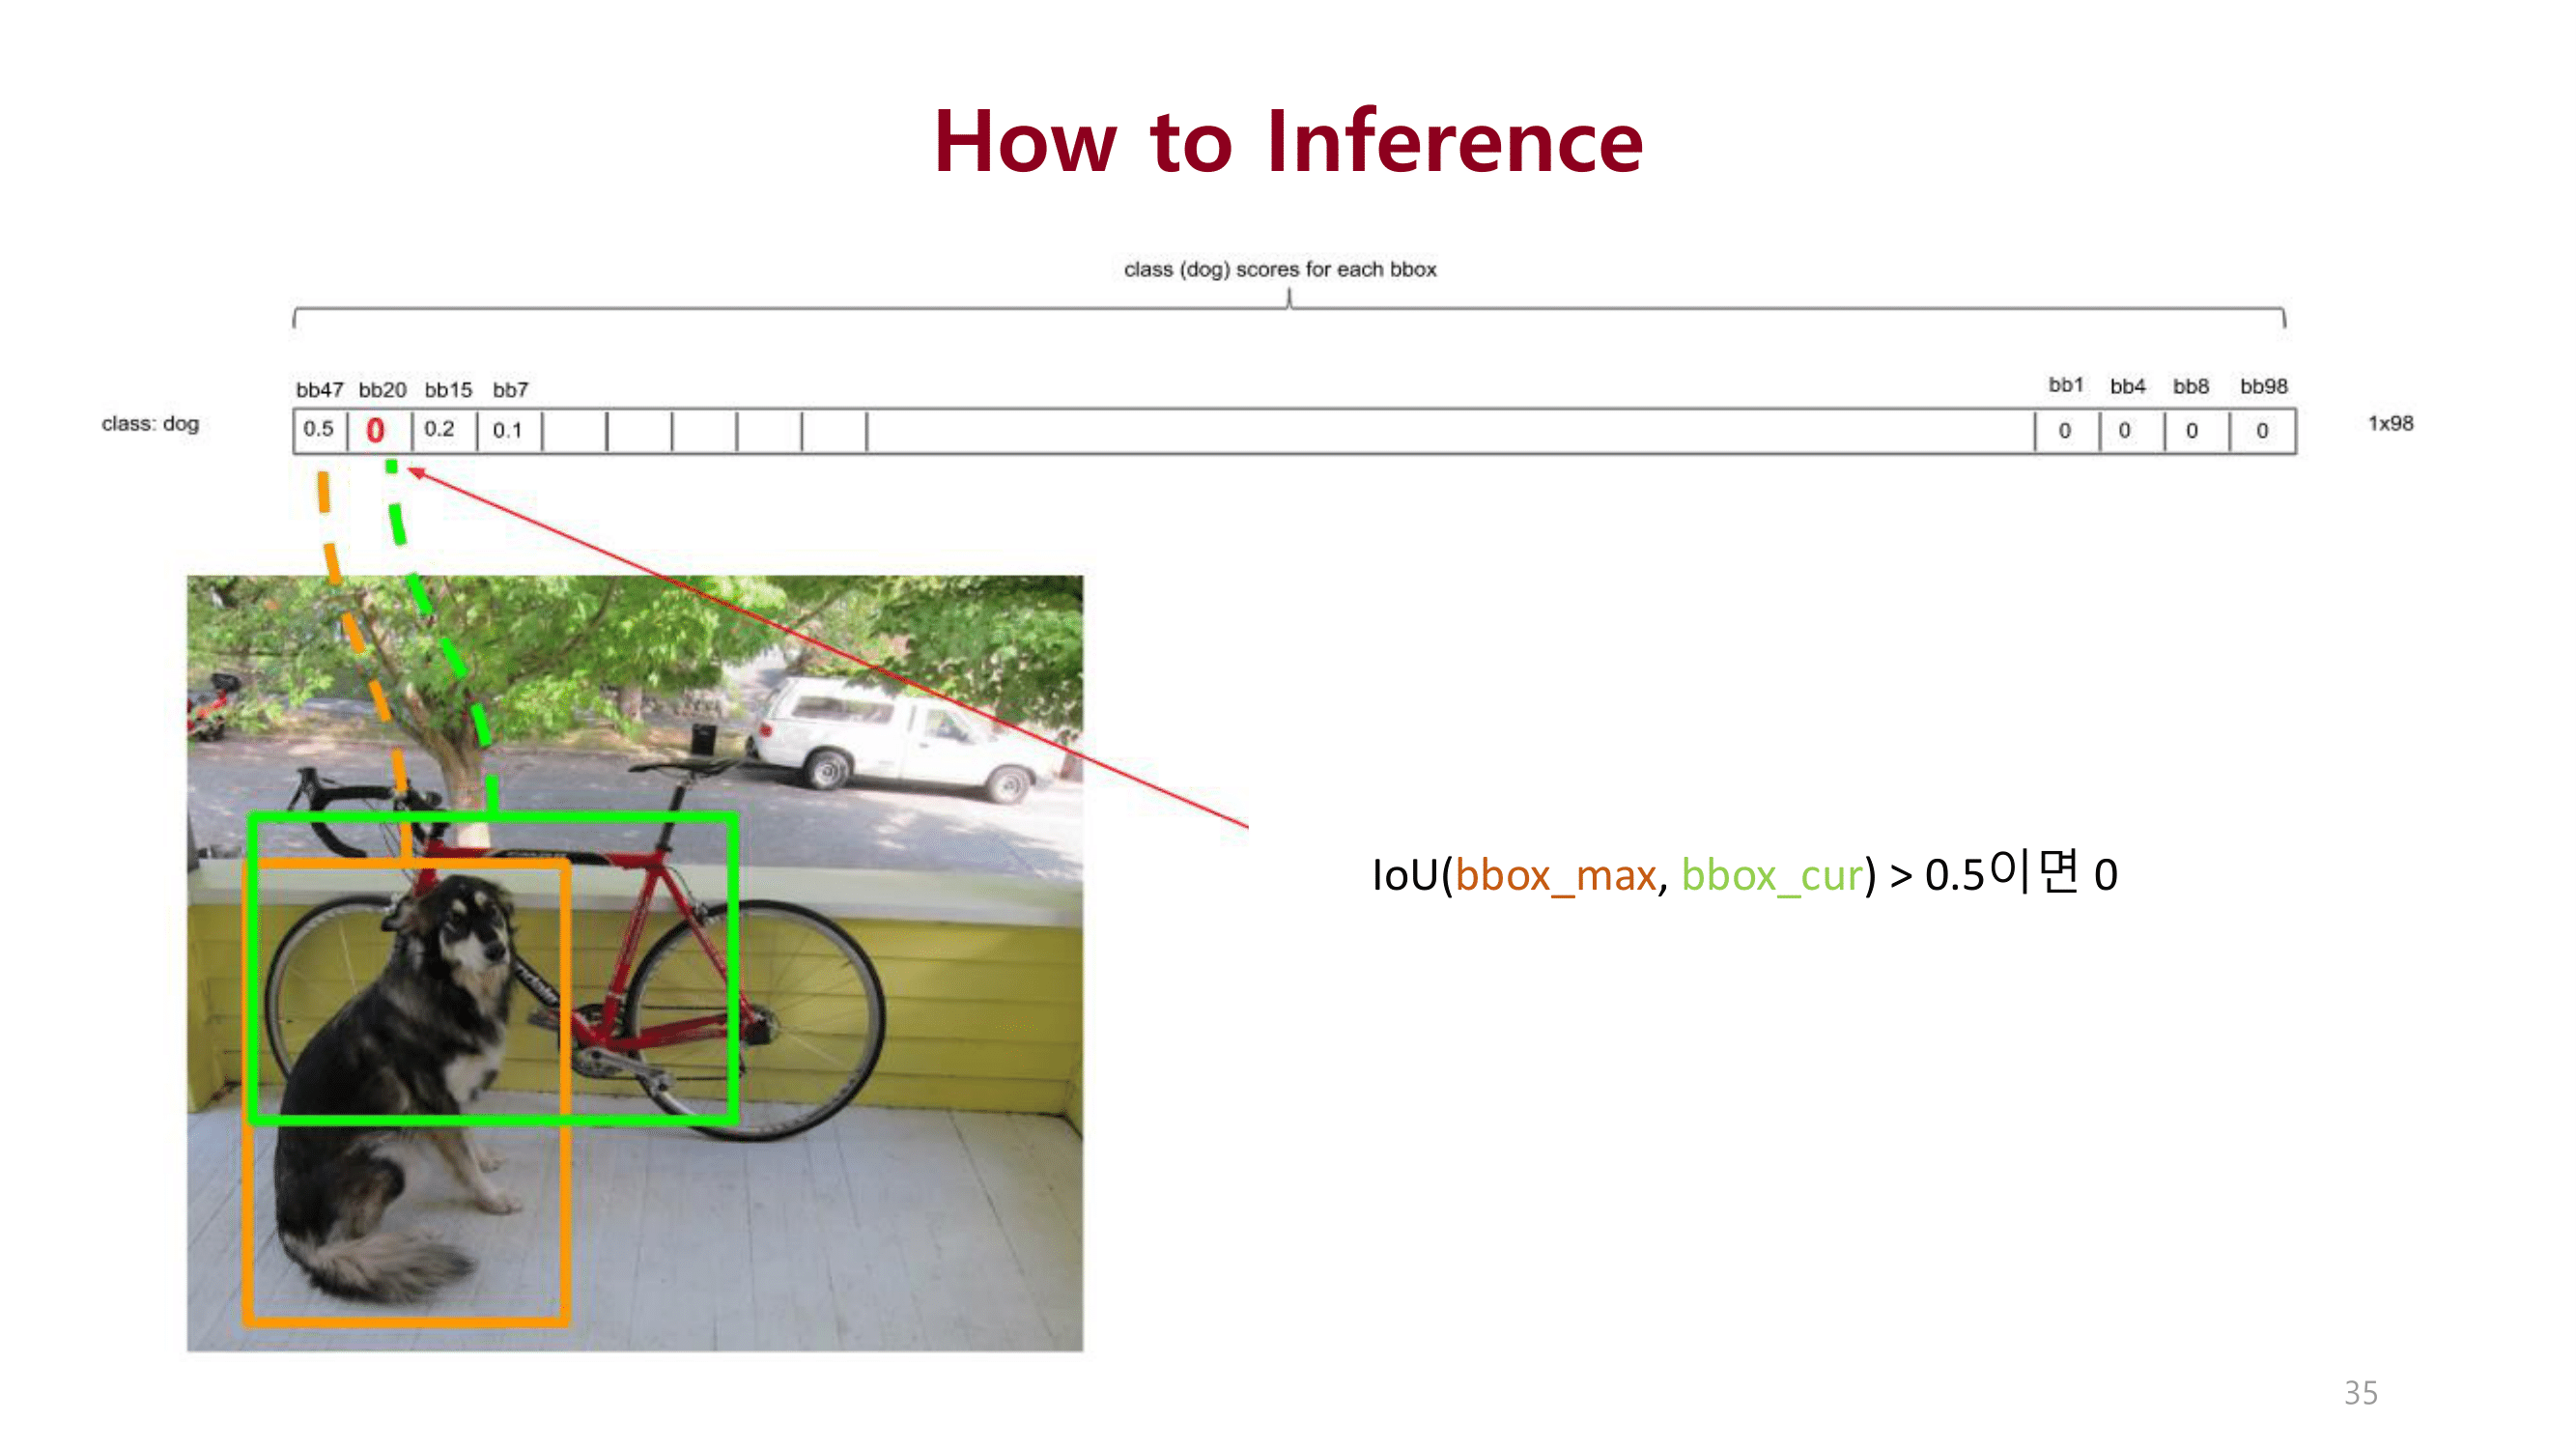 How to Inference
class (dog) scores for each bbox
bb47 bb20 bb15 bb7 bb1 bb4 bb8 bb98
class: dog 0.5 0 0.2 0.1 0 0 0 0 1x98
IoU(bbox_max, bbox_cur) > 0.5이면 0
35